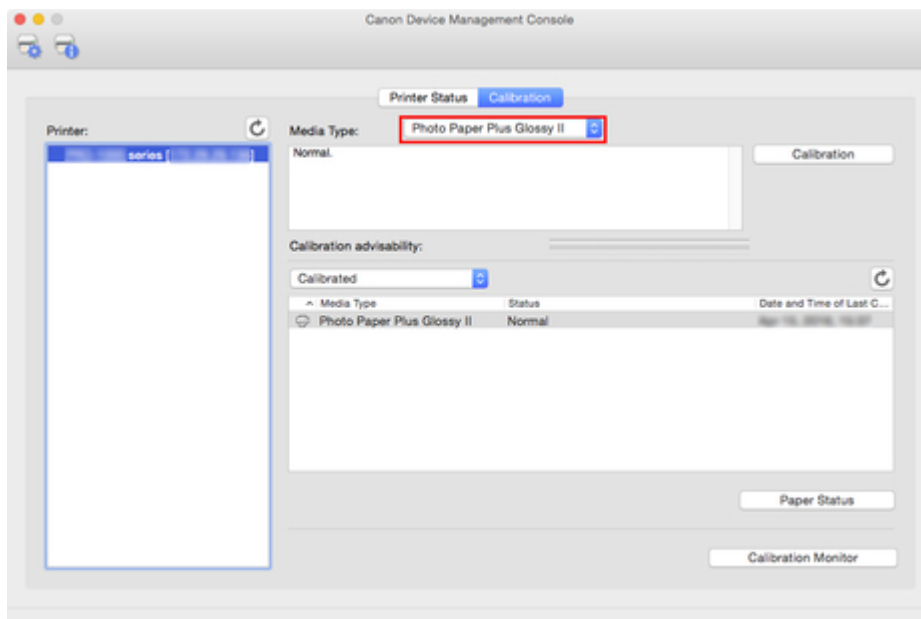 Canon Device Management Console
Printer Status Calibration
Printer:
Media Type: Photo Paper Plus Glossy II
series [ ]
Normal.
Calibration
Calibration advisability:
Calibrated
Media Type Status Date and Time of Last C...
Photo Paper Plus Glossy II Normal
Paper Status
Calibration Monitor